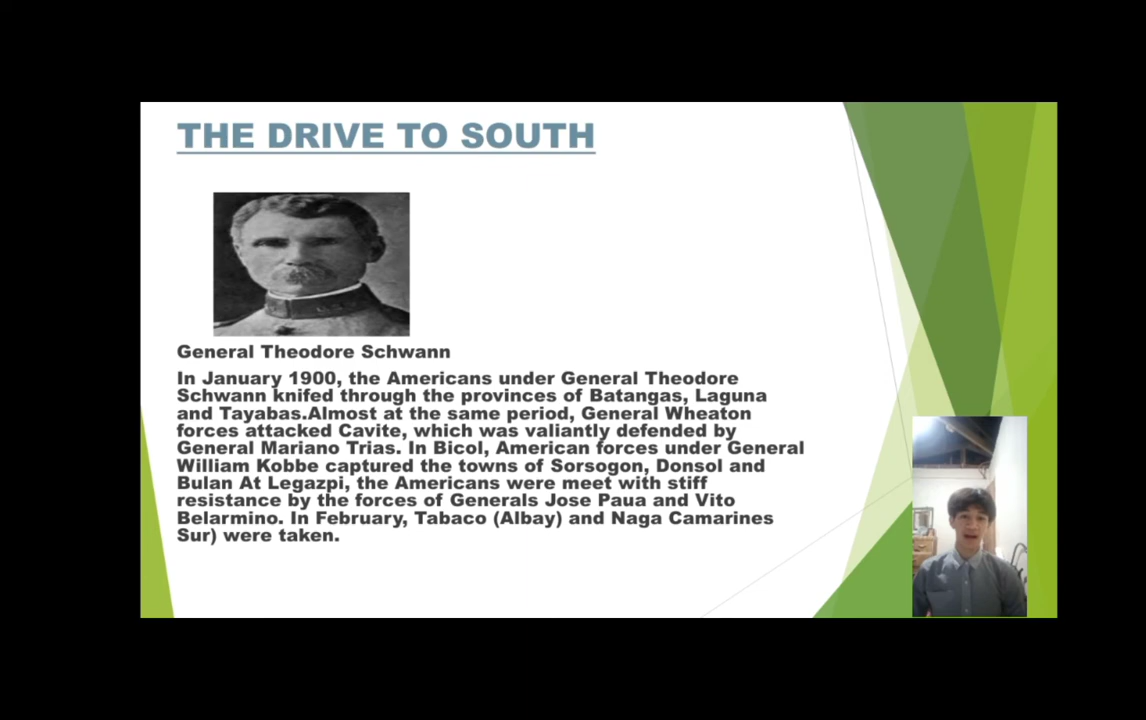 THE DRIVE TO SOUTH
General Theodore Schwann
In January 1900, the Americans under General Theodore
Schwann knifed through the provinces of Batangas, Laguna
and Tayabas.Almost at the same period, General Wheaton
forces attacked Cavite, which was valiantly defended by
General Mariano Trias. In Bicol, American forces under General
William Kobbe captured the towns of Sorsogon, Donsol and
Bulan At Legazpi, the Americans were meet with stiff
resistance by the forces of Generals Jose Paua and Vito
Belarmino. In February, Tabaco (Albay) and Naga Camarines
Sur) were taken.